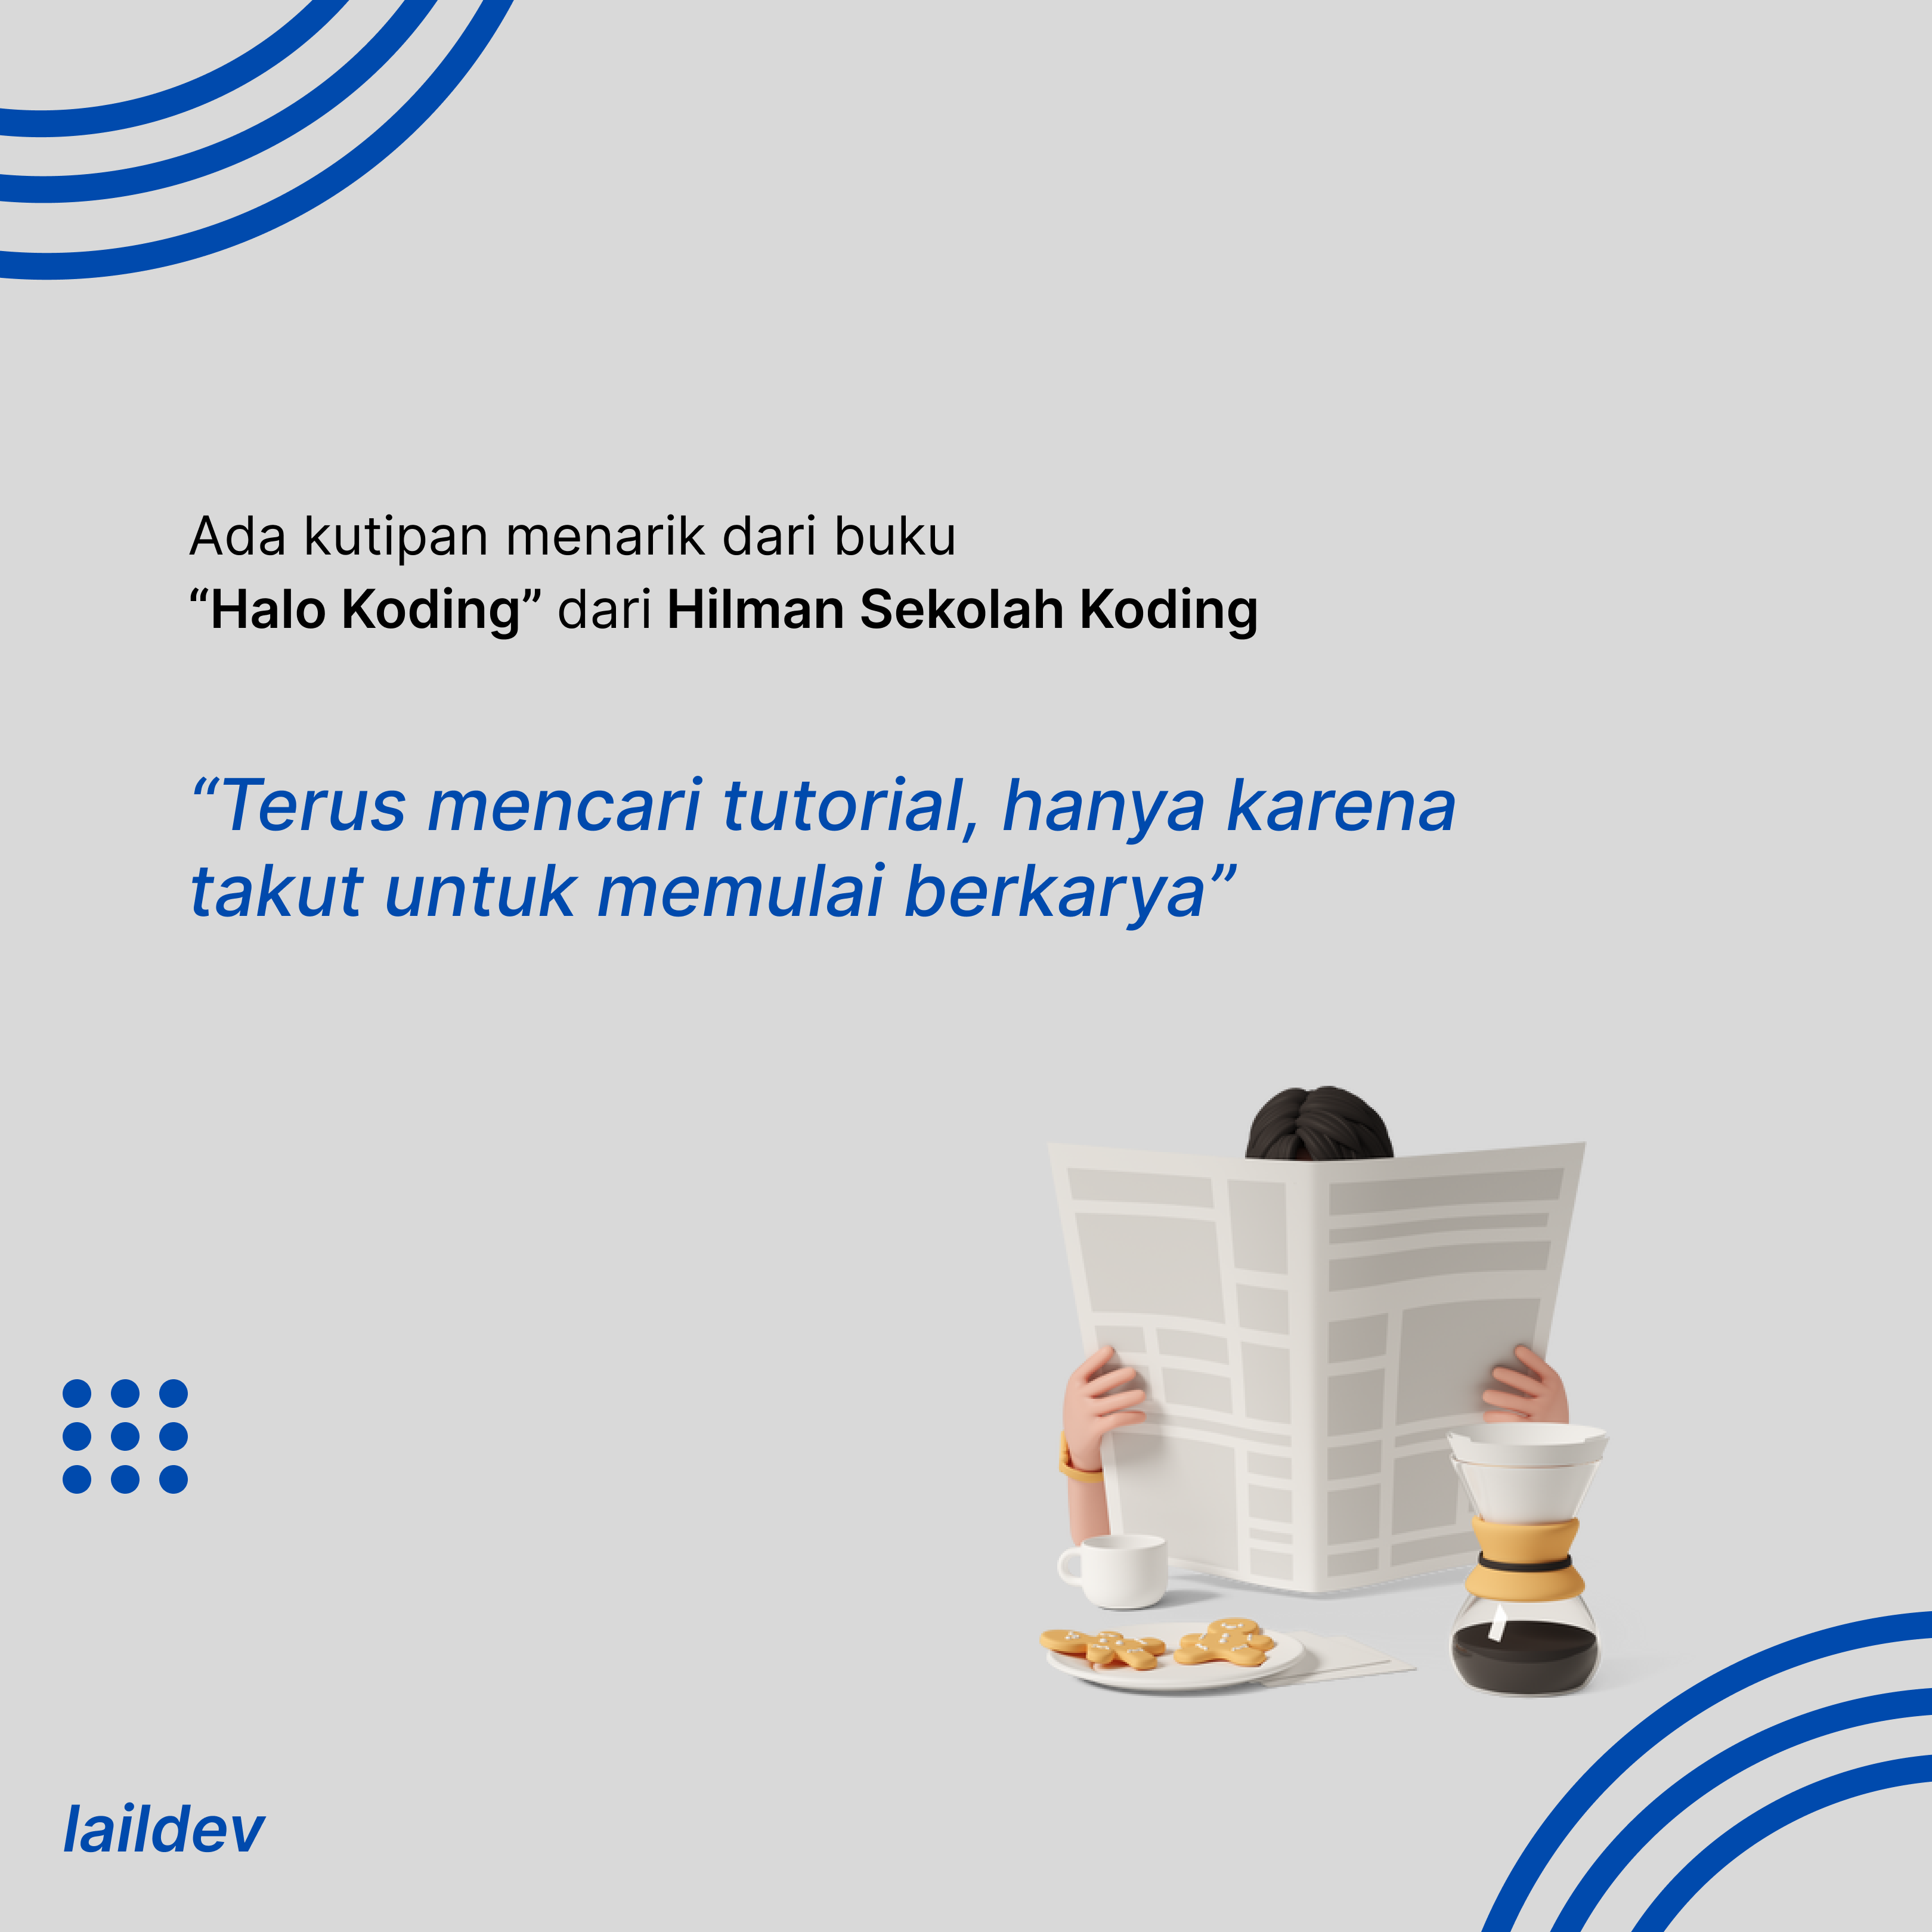 Ada kutipan menarik dari buku
“Halo Koding” dari Hilman Sekolah Koding
“Terus mencari tutorial, hanya karena
takut untuk memulai berkarya”
laildev